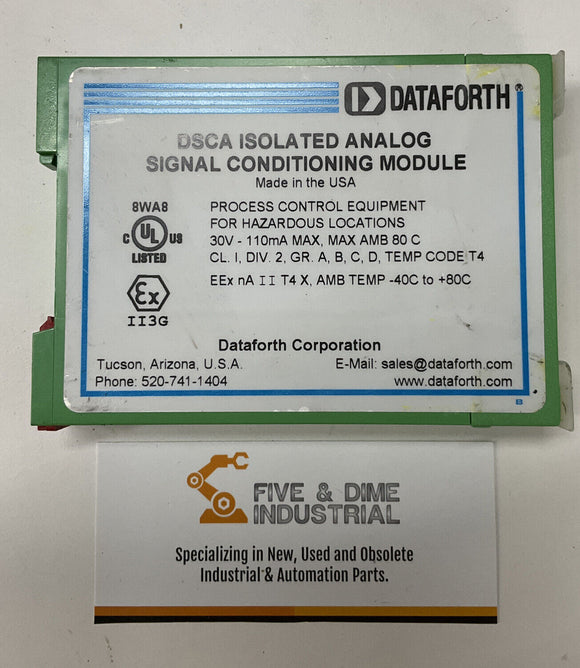 DATAFORTH®
DSCA ISOLATED ANALOG
SIGNAL CONDITIONING MODULE
Made in the USA
8WA8
C UL US
LISTED
PROCESS CONTROL EQUIPMENT
FOR HAZARDOUS LOCATIONS
30V - 110mA MAX, MAX AMB 80 C
CL. I, DIV. 2, GR. A, B, C, D, TEMP CODE T4
Ex
II3G
EEx nA II T4 X, AMB TEMP -40C to +80C
Dataforth Corporation
Tucson, Arizona, U.S.A. E-Mail: sales@dataforth.com
Phone: 520-741-1404 www.dataforth.com
B
FIVE & DIME
INDUSTRIAL
Specializing in New, Used and Obsolete
Industrial & Automation Parts.